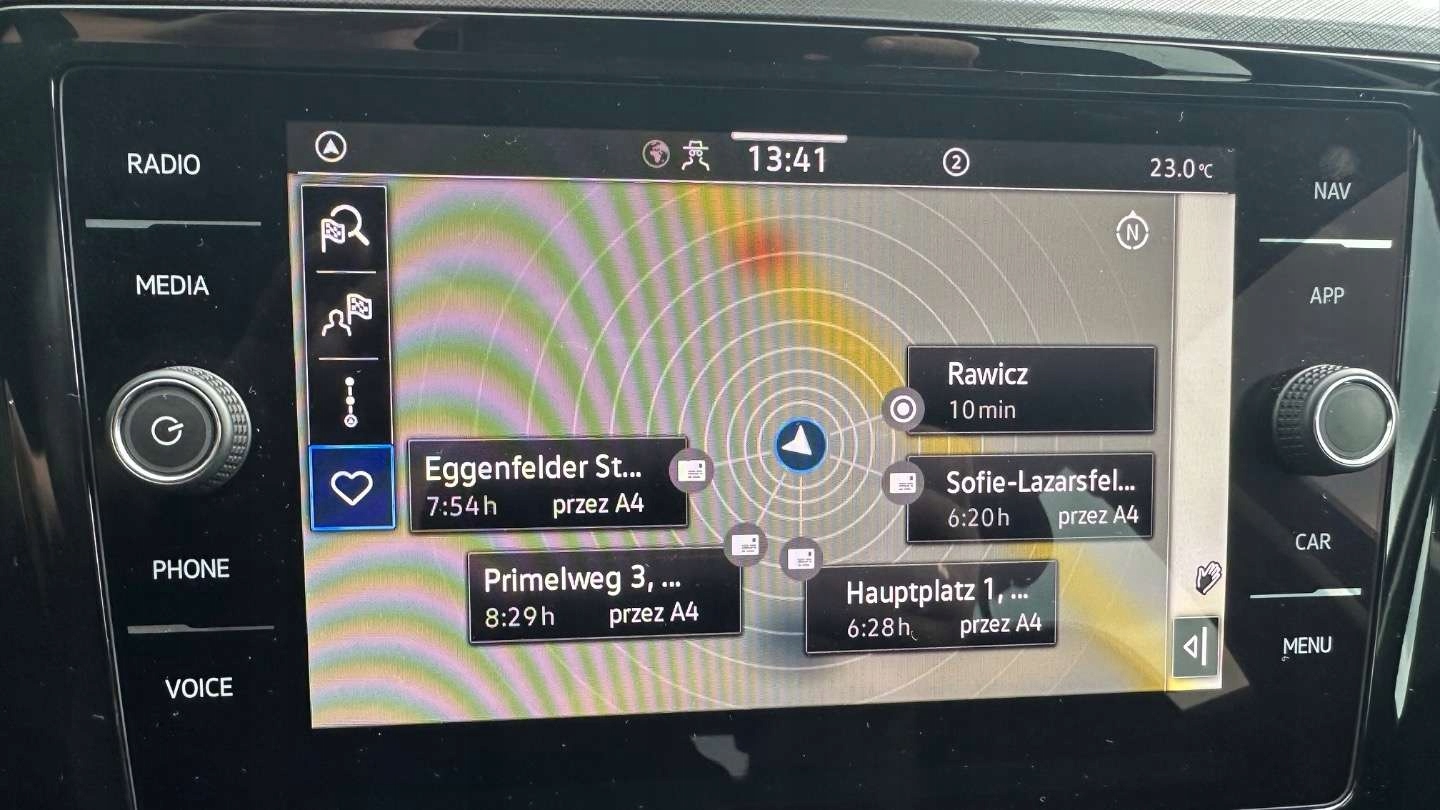 RADIO
MEDIA
PHONE
VOICE
13:41
2
23.0°C
N
Rawicz
10 min
Eggenfelder St...
7:54 h przez A4
Sofie-Lazarsfel...
6:20 h przez A4
Primelweg 3, ...
8:29 h przez A4
Hauptplatz 1, ...
6:28 h przez A4
NAV
APP
CAR
MENU